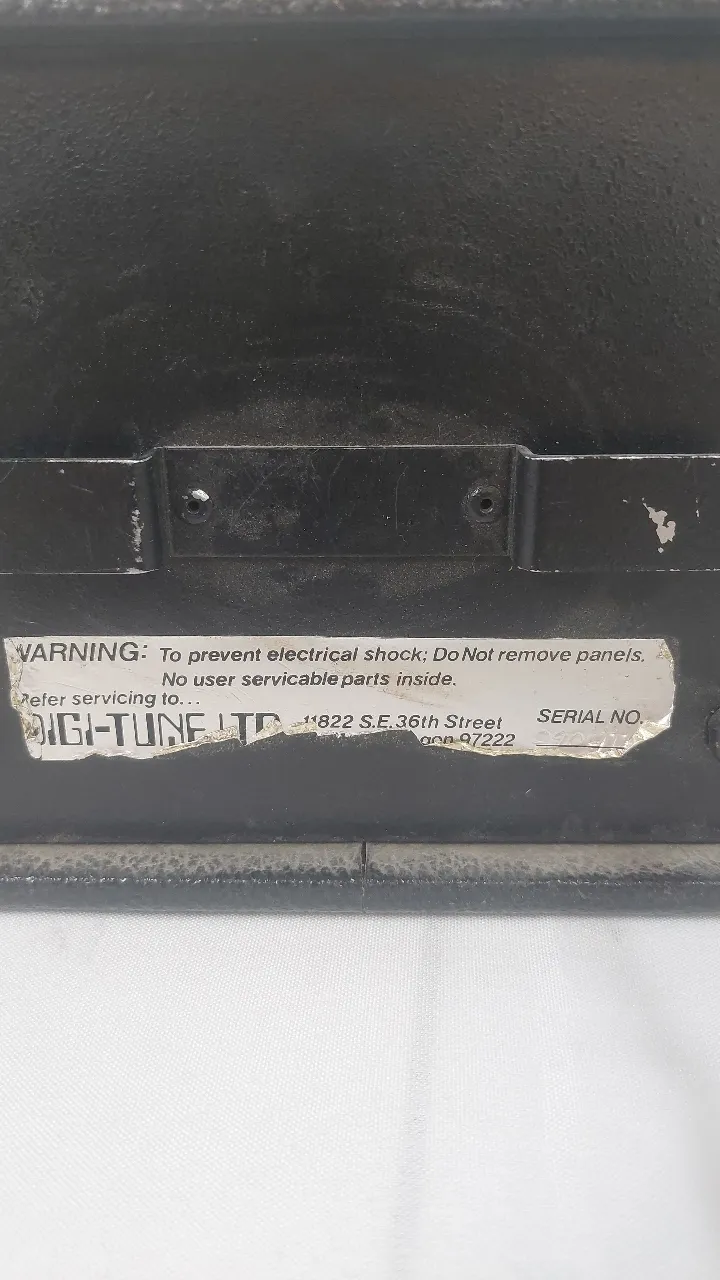 WARNING: To prevent electrical shock; Do Not remove panels.
No user servicable parts inside.
Refer servicing to...
DIGI-TUNE LTD 11822 S.E. 36th Street SERIAL NO.
97222